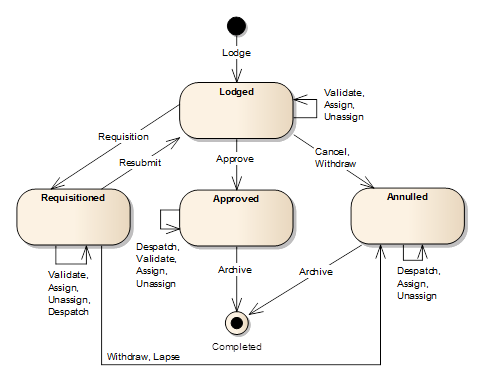 Lodge
Lodged
Validate,
Assign,
Unassign
Requisition
Resubmit
Approve
Cancel,
Withdraw
Requisitioned
Approved
Annulled
Validate,
Assign,
Unassign,
Despatch
Despatch,
Validate,
Assign,
Unassign
Archive
Archive
Despatch,
Assign,
Unassign
Completed
Withdraw, Lapse